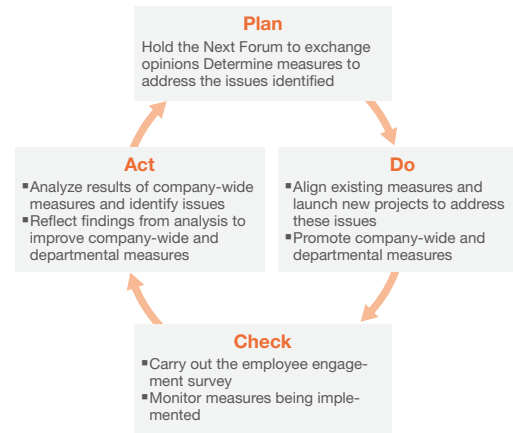 Plan
Hold the Next Forum to exchange
opinions Determine measures to
address the issues identified
Act
▪Analyze results of company-wide
measures and identify issues
▪Reflect findings from analysis to
improve company-wide and
departmental measures
Do
▪Align existing measures and
launch new projects to address
these issues
▪Promote company-wide and
departmental measures
Check
▪Carry out the employee engage-
ment survey
▪Monitor measures being imple-
mented